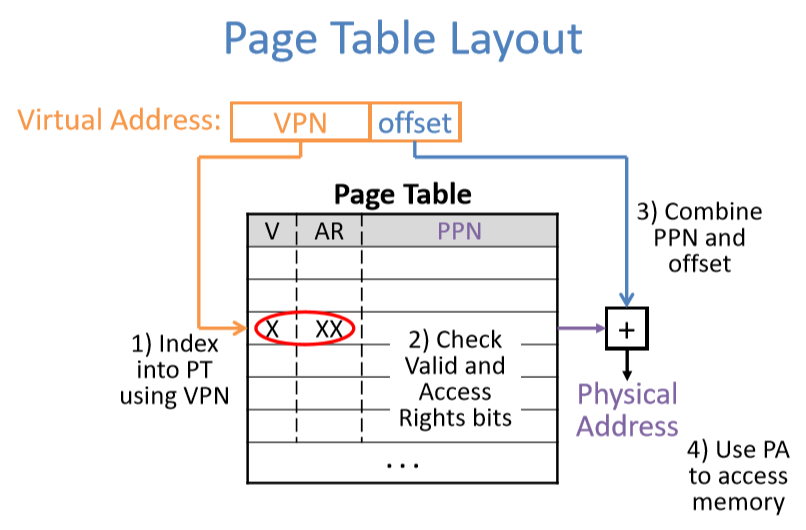 Page Table Layout
Virtual Address: VPN offset
Page Table
V AR PPN
3) Combine
PPN and
offset
X XX
+
1) Index
into PT
using VPN
2) Check
Valid and
Access
Rights bits
Physical
Address
4) Use PA
to access
memory
...